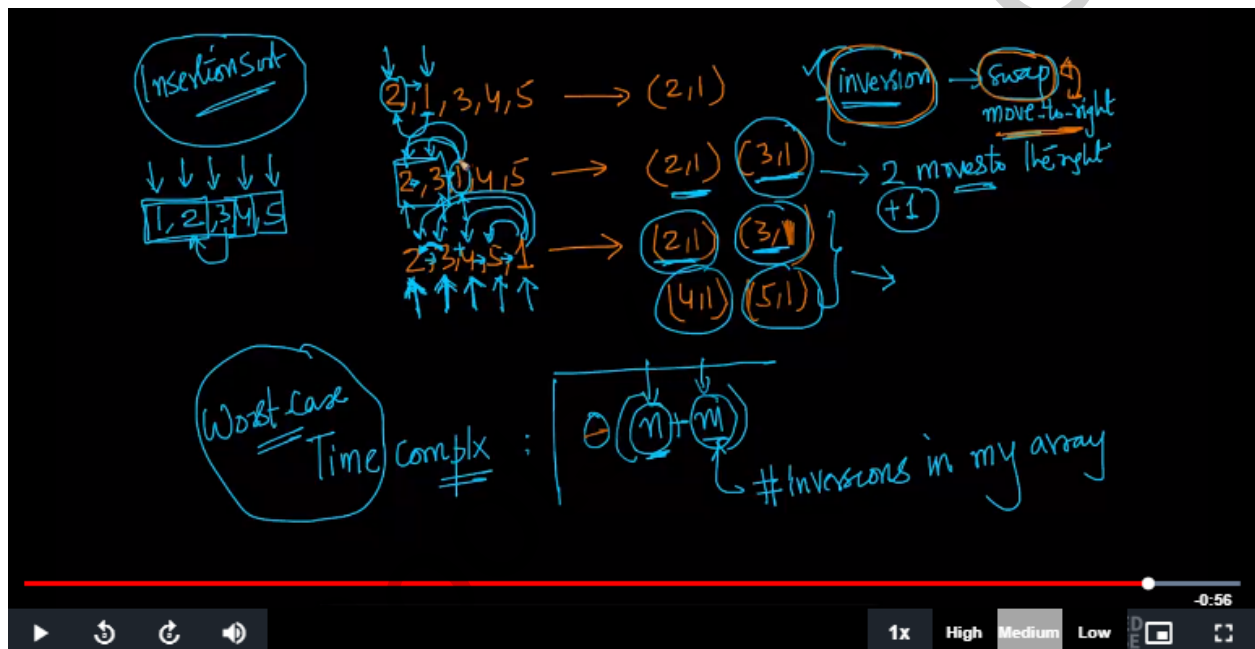 Insertion Sort
2, 1, 3, 4, 5 → (2,1)
inversion → swap
move-to-right
2, 3, 1, 4, 5 → (2,1) (3,1) → 2 moves to the right
+1
1, 2, 3, 4, 5
2, 3, 4, 5, 1 → (2,1) (3,1) →
(4,1) (5,1)
Worst Case
Time complx : θ(n+m)
#Inversions in my array
-0:56
1x High Medium Low